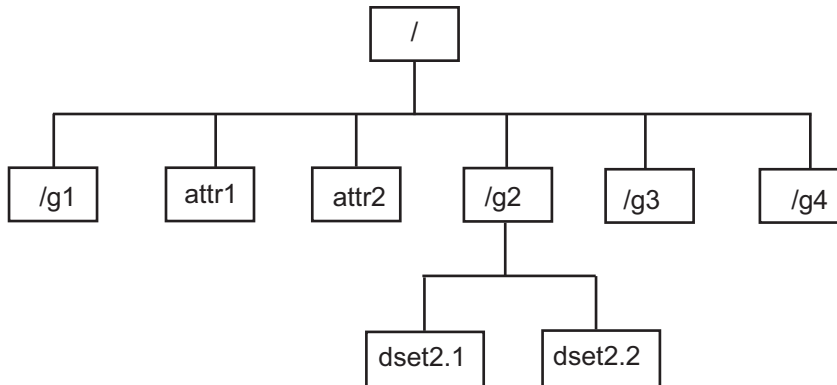 /
/g1
attr1
attr2
/g2
/g3
/g4
dset2.1
dset2.2